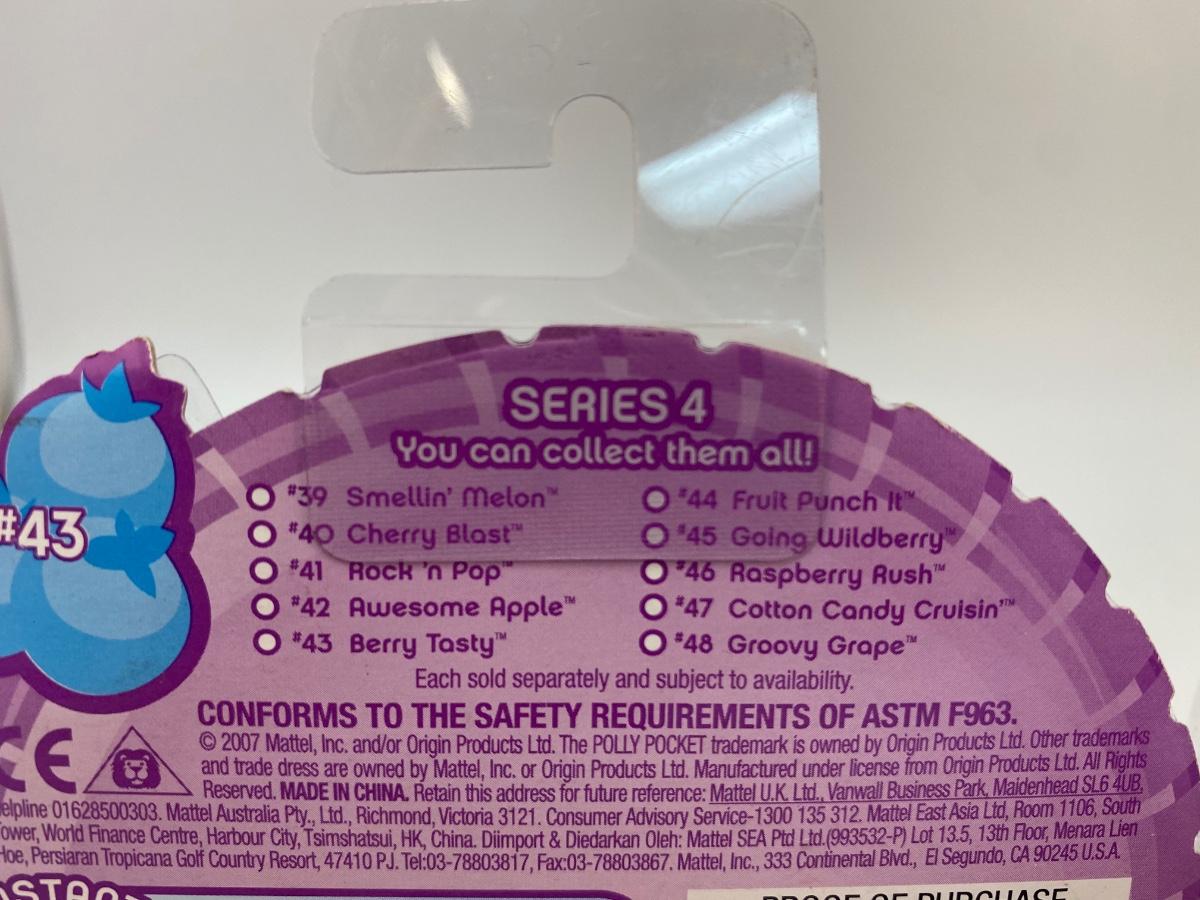 SERIES 4
You can collect them all!
#39 Smellin' Melon™
#40 Cherry Blast™
#41 Rock 'n Pop™
#42 Awesome Apple™
#43 Berry Tasty™
#44 Fruit Punch It™
#45 Going Wildberry™
#46 Raspberry Rush™
#47 Cotton Candy Cruisin'™
#48 Groovy Grape™
#43
Each sold separately and subject to availability.
CONFORMS TO THE SAFETY REQUIREMENTS OF ASTM F963.
CE
© 2007 Mattel, Inc. and/or Origin Products Ltd. The POLLY POCKET trademark is owned by Origin Products Ltd. Other trademarks
and trade dress are owned by Mattel, Inc. or Origin Products Ltd. Manufactured under license from Origin Products Ltd. All Rights
Reserved. MADE IN CHINA. Retain this address for future reference: Mattel U.K. Ltd., Vanwall Business Park, Maidenhead SL6 4UB.
elpline 01628500303. Mattel Australia Pty., Ltd., Richmond, Victoria 3121. Consumer Advisory Service-1300 135 312. Mattel East Asia Ltd, Room 1106, South
ower, World Finance Centre, Harbour City, Tsimshatsui, HK, China. Diimport & Diedarkan Oleh: Mattel SEA Ptd Ltd.(993532-P) Lot 13.5, 13th Floor, Menara Lien
Hoe, Persiaran Tropicana Golf Country Resort, 47410 PJ. Tel:03-78803817, Fax:03-78803867. Mattel, Inc., 333 Continental Blvd., El Segundo, CA 90245 U.S.A.
PROOF OF PURCHASE